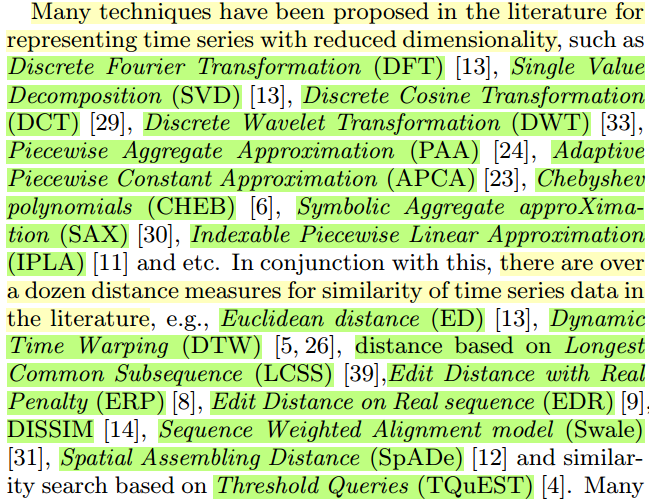 Many techniques have been proposed in the literature for
representing time series with reduced dimensionality, such as
Discrete Fourier Transformation (DFT) [13], Single Value
Decomposition (SVD) [13], Discrete Cosine Transformation
(DCT) [29], Discrete Wavelet Transformation (DWT) [33],
Piecewise Aggregate Approximation (PAA) [24], Adaptive
Piecewise Constant Approximation (APCA) [23], Chebyshev
polynomials (CHEB) [6], Symbolic Aggregate approXima-
tion (SAX) [30], Indexable Piecewise Linear Approximation
(IPLA) [11] and etc. In conjunction with this, there are over
a dozen distance measures for similarity of time series data in
the literature, e.g., Euclidean distance (ED) [13], Dynamic
Time Warping (DTW) [5, 26], distance based on Longest
Common Subsequence (LCSS) [39],Edit Distance with Real
Penalty (ERP) [8], Edit Distance on Real sequence (EDR) [9],
DISSIM [14], Sequence Weighted Alignment model (Swale)
[31], Spatial Assembling Distance (SpADe) [12] and similar-
ity search based on Threshold Queries (TQuEST) [4]. Many